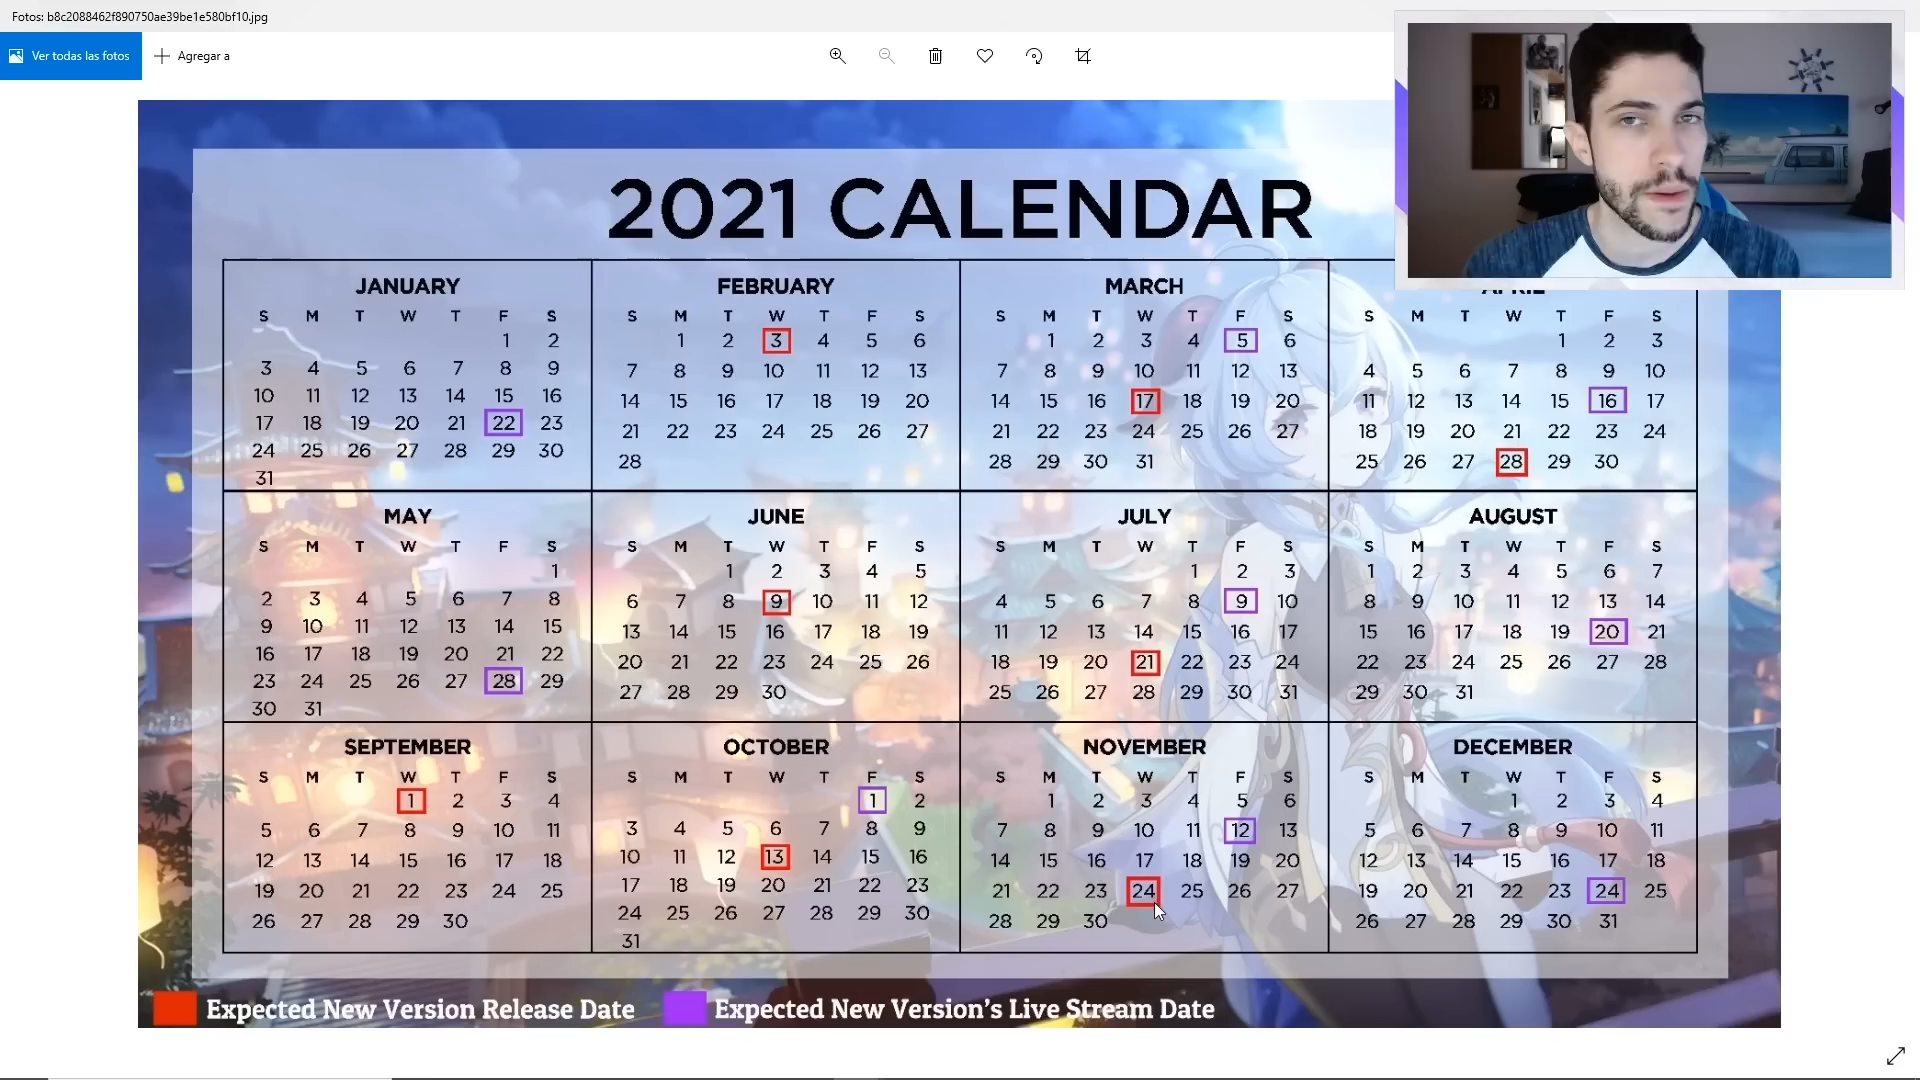 Fotos: b8c2088462f890750ae39be1e580bf10.jpg
Ver todas las fotos
Agregar a
2021 CALENDAR
JANUARY
S M T W T F S
1 2
3 4 5 6 7 8 9
10 11 12 13 14 15 16
17 18 19 20 21 22 23
24 25 26 27 28 29 30
31
FEBRUARY
S M T W T F S
1 2 3 4 5 6
7 8 9 10 11 12 13
14 15 16 17 18 19 20
21 22 23 24 25 26 27
28
MARCH
S M T W T F S
1 2 3 4 5 6
7 8 9 10 11 12 13
14 15 16 17 18 19 20
21 22 23 24 25 26 27
28 29 30 31
APRIL
S M T W T F S
1 2 3
4 5 6 7 8 9 10
11 12 13 14 15 16 17
18 19 20 21 22 23 24
25 26 27 28 29 30
MAY
S M T W T F S
1
2 3 4 5 6 7 8
9 10 11 12 13 14 15
16 17 18 19 20 21 22
23 24 25 26 27 28 29
30 31
JUNE
S M T W T F S
1 2 3 4 5
6 7 8 9 10 11 12
13 14 15 16 17 18 19
20 21 22 23 24 25 26
27 28 29 30
JULY
S M T W T F S
1 2 3
4 5 6 7 8 9 10
11 12 13 14 15 16 17
18 19 20 21 22 23 24
25 26 27 28 29 30 31
AUGUST
S M T W T F S
1 2 3 4 5 6 7
8 9 10 11 12 13 14
15 16 17 18 19 20 21
22 23 24 25 26 27 28
29 30 31
SEPTEMBER
S M T W T F S
1 2 3 4
5 6 7 8 9 10 11
12 13 14 15 16 17 18
19 20 21 22 23 24 25
26 27 28 29 30
OCTOBER
S M T W T F S
1 2
3 4 5 6 7 8 9
10 11 12 13 14 15 16
17 18 19 20 21 22 23
24 25 26 27 28 29 30
31
NOVEMBER
S M T W T F S
1 2 3 4 5 6
7 8 9 10 11 12 13
14 15 16 17 18 19 20
21 22 23 24 25 26 27
28 29 30
DECEMBER
S M T W T F S
1 2 3 4
5 6 7 8 9 10 11
12 13 14 15 16 17 18
19 20 21 22 23 24 25
26 27 28 29 30 31
Expected New Version Release Date
Expected New Version's Live Stream Date